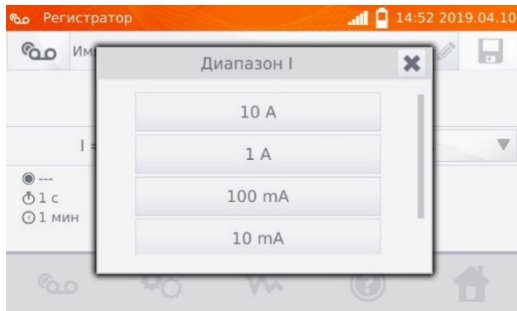 Регистратор 14:52 2019.04.10
Им
Диапазон I
10 A
I =
1 A
---
1 с
100 mA
1 мин
10 mA